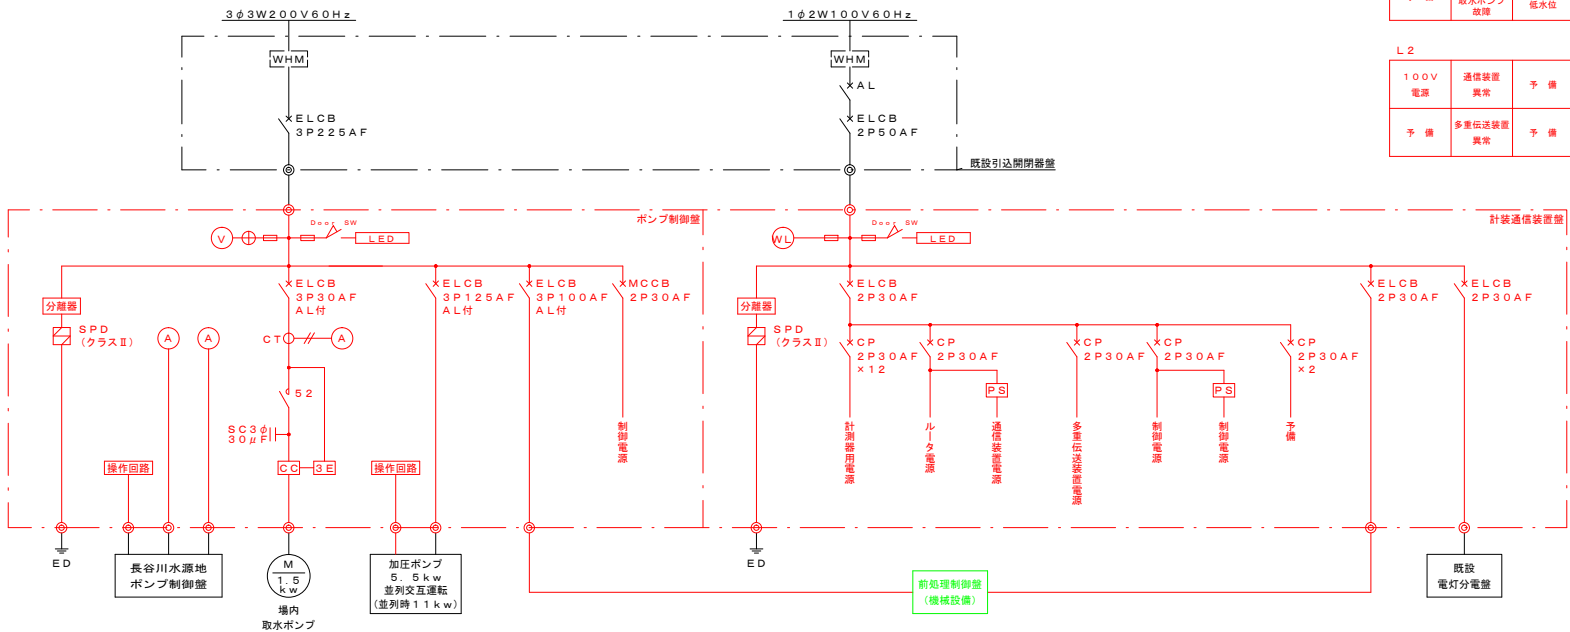 3φ3W200V60Hz
1φ2W100V60Hz
取水ポンプ
故障
低水位
WHM
WHM
AL
ELCB
3P225AF
ELCB
2P50AF
既設引込開閉器盤
L2
100V
電源
通信装置
異常
予 備
予 備
多重伝送装置
異常
予 備
ポンプ制御盤
計装通信装置盤
V
Door SW
LED
WL
Door SW
LED
分離器
SPD
(クラスⅡ)
A
A
ELCB
3P30AF
AL付
CT
A
52
SC3φ
30μF
CC
3E
ELCB
3P125AF
AL付
ELCB
3P100AF
AL付
MCCB
2P30AF
制御電源
操作回路
操作回路
分離器
SPD
(クラスⅡ)
ELCB
2P30AF
CP
2P30AF
×12
CP
2P30AF
PS
CP
2P30AF
CP
2P30AF
PS
CP
2P30AF
×2
ELCB
2P30AF
ELCB
2P30AF
計測器用電源
ルータ電源
通信装置電源
多重伝送装置電源
制御電源
制御電源
予備
ED
長谷川水源地
ポンプ制御盤
M
1.5
kw
場内
取水ポンプ
加圧ポンプ
5.5kw
並列交互運転
(並列時11kw)
ED
前処理制御盤
(機械設備)
既設
電灯分電盤